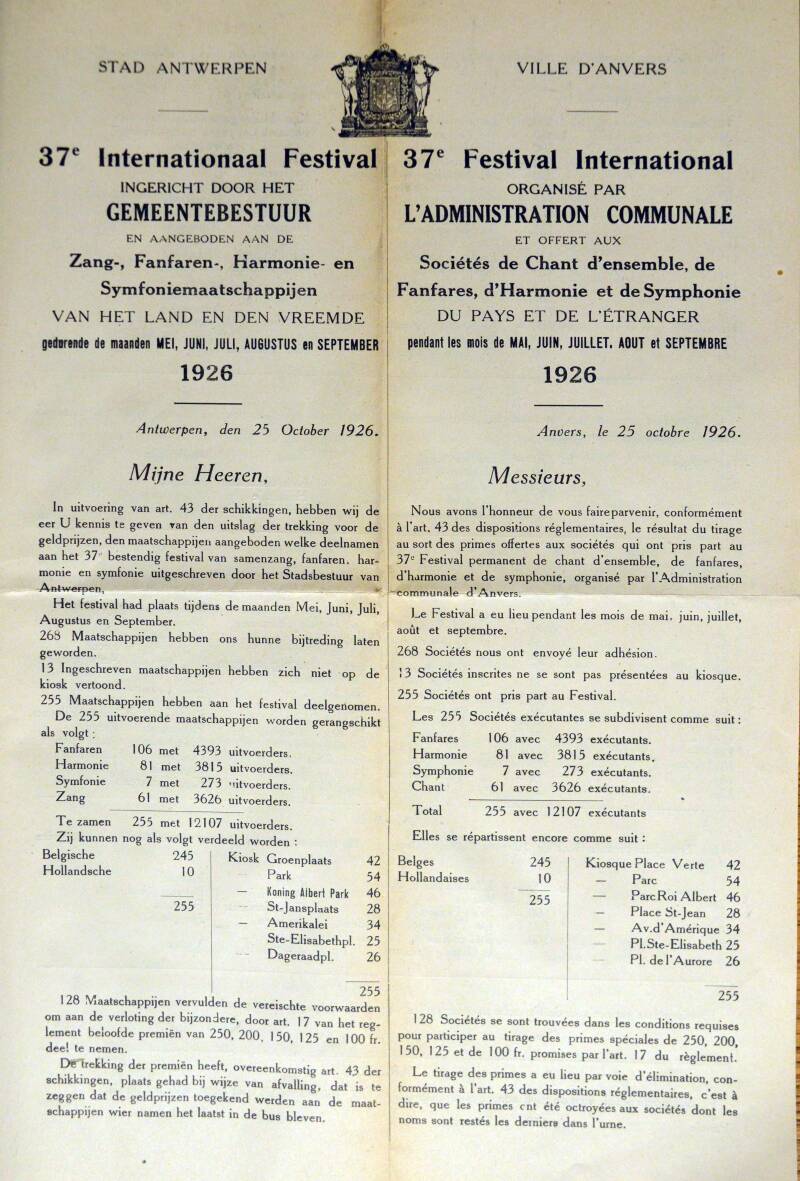 STAD ANTWERPEN
37e Internationaal Festival
INGERICHT DOOR HET
GEMEENTEBESTUUR
EN AANGEBODEN AAN DE
Zang-, Fanfaren-, Harmonie- en
Symfoniemaatschappijen
VAN HET LAND EN DEN VREEMDE
gedurende de maanden MEI, JUNI, JULI, AUGUSTUS en SEPTEMBER
1926
Antwerpen, den 25 October 1926.
Mijne Heeren,
In uitvoering van art. 43 der schikkingen, hebben wij de
eer U kennis te geven van den uitslag der trekking voor de
geldprijzen, den maatschappijen aangeboden welke deelnamen
aan het 37e bestendig festival van samenzang, fanfaren, har-
monie en symfonie uitgeschreven door het Stadsbestuur van
Antwerpen,
Het festival had plaats tijdens de maanden Mei, Juni, Juli,
Augustus en September.
268 Maatschappijen hebben ons hunne bijtreding laten
geworden.
13 Ingeschreven maatschappijen hebben zich niet op de
kiosk vertoond.
255 Maatschappijen hebben aan het festival deelgenomen.
De 255 uitvoerende maatschappijen worden gerangschikt
als volgt :
Fanfaren 106 met 4393 uitvoerders.
Harmonie 81 met 3815 uitvoerders.
Symfonie 7 met 273 uitvoerders.
Zang 61 met 3626 uitvoerders.
Te zamen 255 met 12107 uitvoerders.
Zij kunnen nog als volgt verdeeld worden :
Belgische 245
Hollandsche 10
255
Kiosk Groenplaats 42
Park 54
— Koning Albert Park 46
— St-Jansplaats 28
— Amerikalei 34
Ste-Elisabethpl. 25
— Dageraadpl. 26
255
128 Maatschappijen vervulden de vereischte voorwaarden
om aan de verloting der bijzondere, door art. 17 van het reg-
lement beloofde premiën van 250, 200, 150, 125 en 100 fr.
deel te nemen.
De trekking der premiën heeft, overeenkomstig art. 43 der
schikkingen, plaats gehad bij wijze van afvalling, dat is te
zeggen dat de geldprijzen toegekend werden aan de maat-
schappijen wier namen het laatst in de bus bleven.
VILLE D'ANVERS
37e Festival International
ORGANISÉ PAR
L'ADMINISTRATION COMMUNALE
ET OFFERT AUX
Sociétés de Chant d'ensemble, de
Fanfares, d'Harmonie et de Symphonie
DU PAYS ET DE L'ÉTRANGER
pendant les mois de MAI, JUIN, JUILLET, AOUT et SEPTEMBRE
1926
Anvers, le 25 octobre 1926.
Messieurs,
Nous avons l'honneur de vous faire parvenir, conformément
à l'art. 43 des dispositions réglementaires, le résultat du tirage
au sort des primes offertes aux sociétés qui ont pris part au
37e Festival permanent de chant d'ensemble, de fanfares,
d'harmonie et de symphonie, organisé par l'Administration
communale d'Anvers.
Le Festival a eu lieu pendant les mois de mai, juin, juillet,
août et septembre.
268 Sociétés nous ont envoyé leur adhésion.
13 Sociétés inscrites ne se sont pas présentées au kiosque.
255 Sociétés ont pris part au Festival.
Les 255 Sociétés exécutantes se subdivisent comme suit :
Fanfares 106 avec 4393 exécutants.
Harmonie 81 avec 3815 exécutants.
Symphonie 7 avec 273 exécutants.
Chant 61 avec 3626 exécutants.
Total 255 avec 12107 exécutants
Elles se répartissent encore comme suit :
Belges 245
Hollandaises 10
255
Kiosque Place Verte 42
— Parc 54
— Parc Roi Albert 46
— Place St-Jean 28
— Av. d'Amérique 34
— Pl. Ste-Elisabeth 25
— Pl. de l'Aurore 26
255
128 Sociétés se sont trouvées dans les conditions requises
pour participer au tirage des primes spéciales de 250, 200,
150, 125 et de 100 fr. promises par l'art. 17 du règlement.
Le tirage des primes a eu lieu par voie d'élimination, con-
formément à l'art. 43 des dispositions réglementaires, c'est à
dire, que les primes ont été octroyées aux sociétés dont les
noms sont restés les derniers dans l'urne.